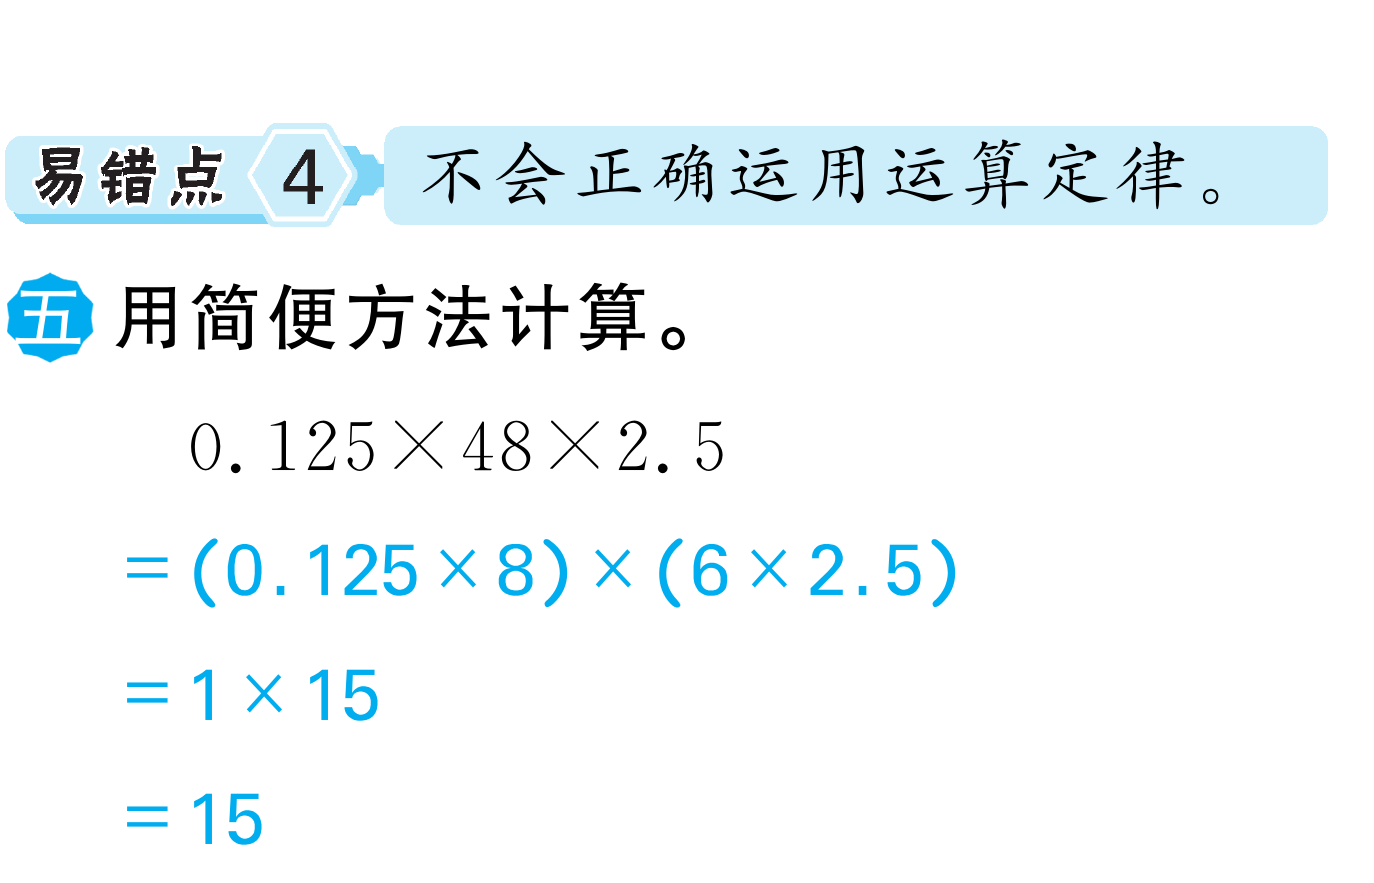 易错点 4 不会正确运用运算定律。
五 用简便方法计算。
0.125×48×2.5
=(0.125×8)×(6×2.5)
=1×15
=15